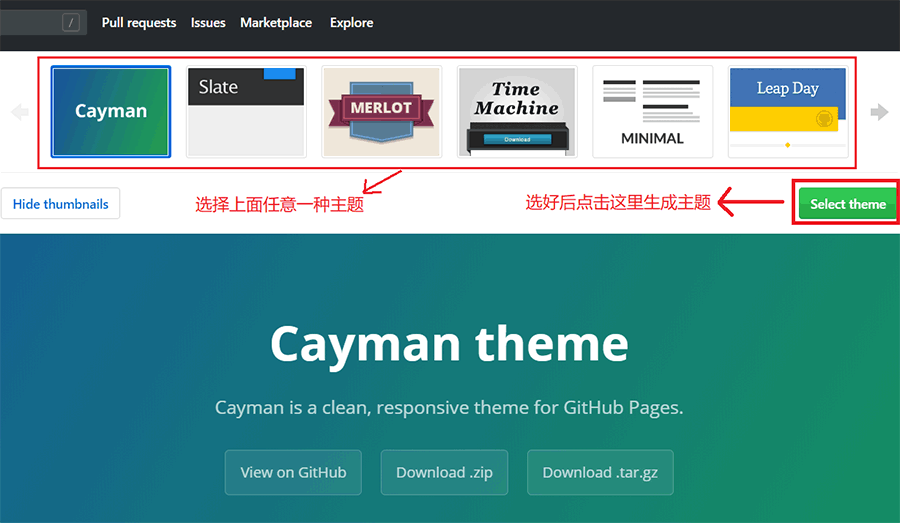 /
Pull requests
Issues
Marketplace
Explore
Cayman
Slate
MERLOT
Time
Machine
Download
MINIMAL
Leap Day
Hide thumbnails
选择上面任意一种主题
选好后点击这里生成主题
Select theme
Cayman theme
Cayman is a clean, responsive theme for GitHub Pages.
View on GitHub
Download .zip
Download .tar.gz